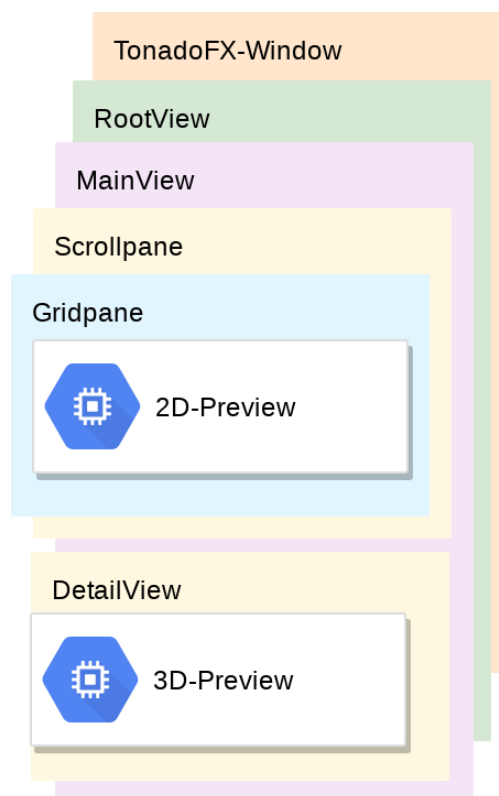 TonadoFX-Window
RootView
MainView
Scrollpane
Gridpane
2D-Preview
DetailView
3D-Preview